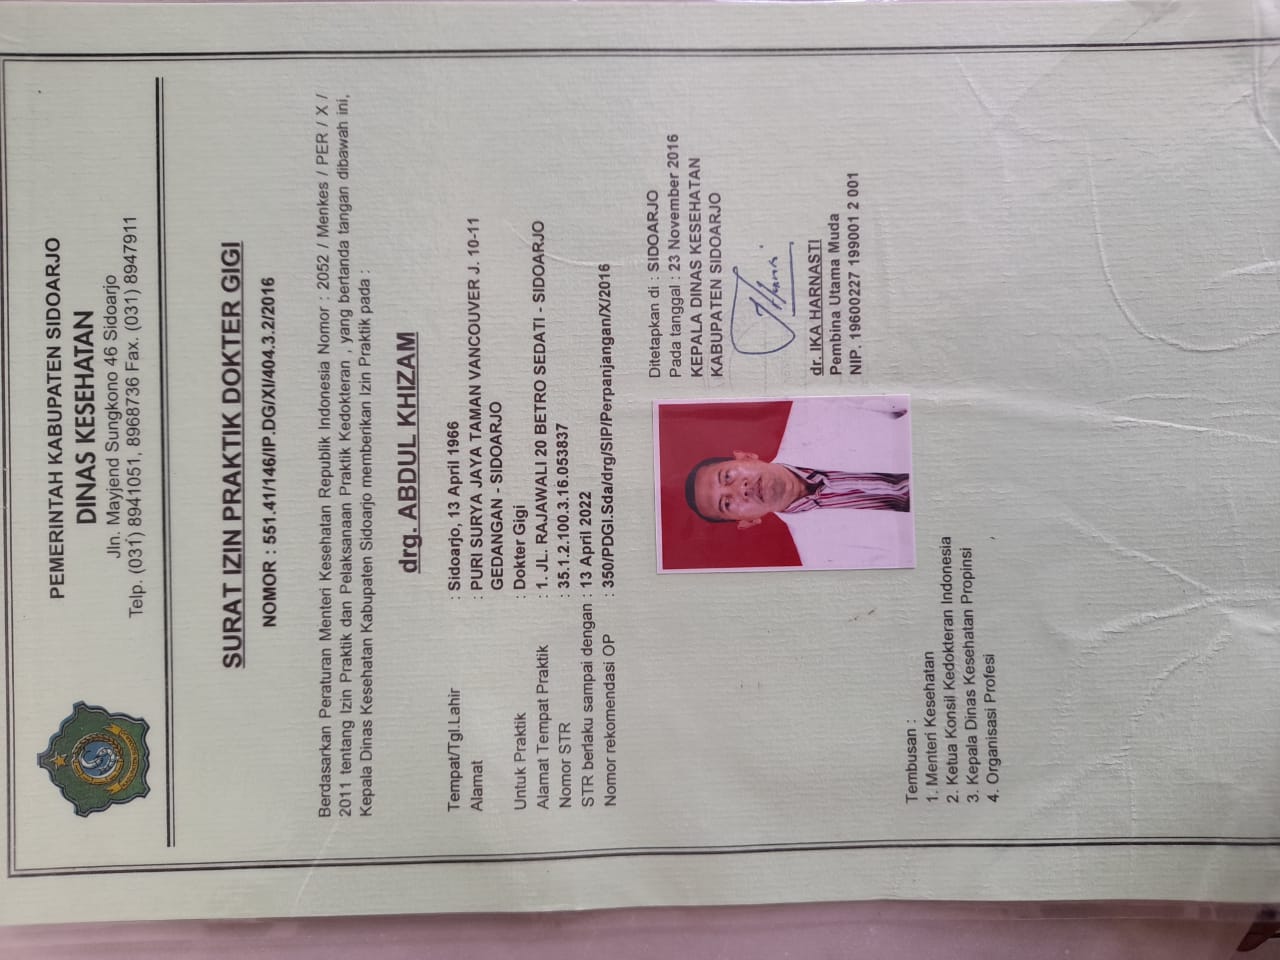 PEMERINTAH KABUPATEN SIDOARJO
DINAS KESEHATAN
Jln. Mayjend Sungkono 46 Sidoarjo
Telp. (031) 8941051, 8968736 Fax. (031) 8947911
KABUPATEN SIDOARJO
SURAT IZIN PRAKTIK DOKTER GIGI
NOMOR : 551.41/146/IP.DG/XI/404.3.2/2016
Berdasarkan Peraturan Menteri Kesehatan Republik Indonesia Nomor : 2052 / Menkes / PER / X /
2011 tentang Izin Praktik dan Pelaksanaan Praktik Kedokteran , yang bertanda tangan dibawah ini,
Kepala Dinas Kesehatan Kabupaten Sidoarjo memberikan Izin Praktik pada :
drg. ABDUL KHIZAM
Tempat/Tgl.Lahir : Sidoarjo, 13 April 1966
Alamat : PURI SURYA JAYA TAMAN VANCOUVER J. 10-11
GEDANGAN - SIDOARJO
Untuk Praktik : Dokter Gigi
Alamat Tempat Praktik : 1. JL. RAJAWALI 20 BETRO SEDATI - SIDOARJO
Nomor STR : 35.1.2.100.3.16.053837
STR berlaku sampai dengan : 13 April 2022
Nomor rekomendasi OP : 350/PDGI.Sda/drg/SIP/Perpanjangan/X/2016
Ditetapkan di : SIDOARJO
Pada tanggal : 23 November 2016
KEPALA DINAS KESEHATAN
KABUPATEN SIDOARJO
dr. IKA HARNASTI
Pembina Utama Muda
NIP. 19600227 199001 2 001
Tembusan :
1. Menteri Kesehatan
2. Ketua Konsil Kedokteran Indonesia
3. Kepala Dinas Kesehatan Propinsi
4. Organisasi Profesi